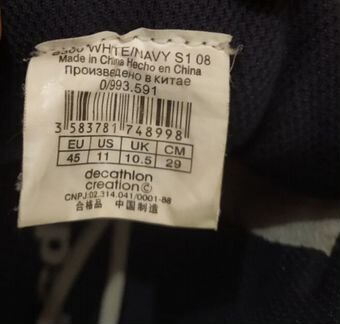 WHITE/NAVY S1 08
Made in China Hecho en China
Произведено в Китае
0/993.591
3 583781 748998
EU US UK CM
45 11 10.5 29
decathlon
creation©
CNPJ:02.314.041/0001-88
合格品 中国制造